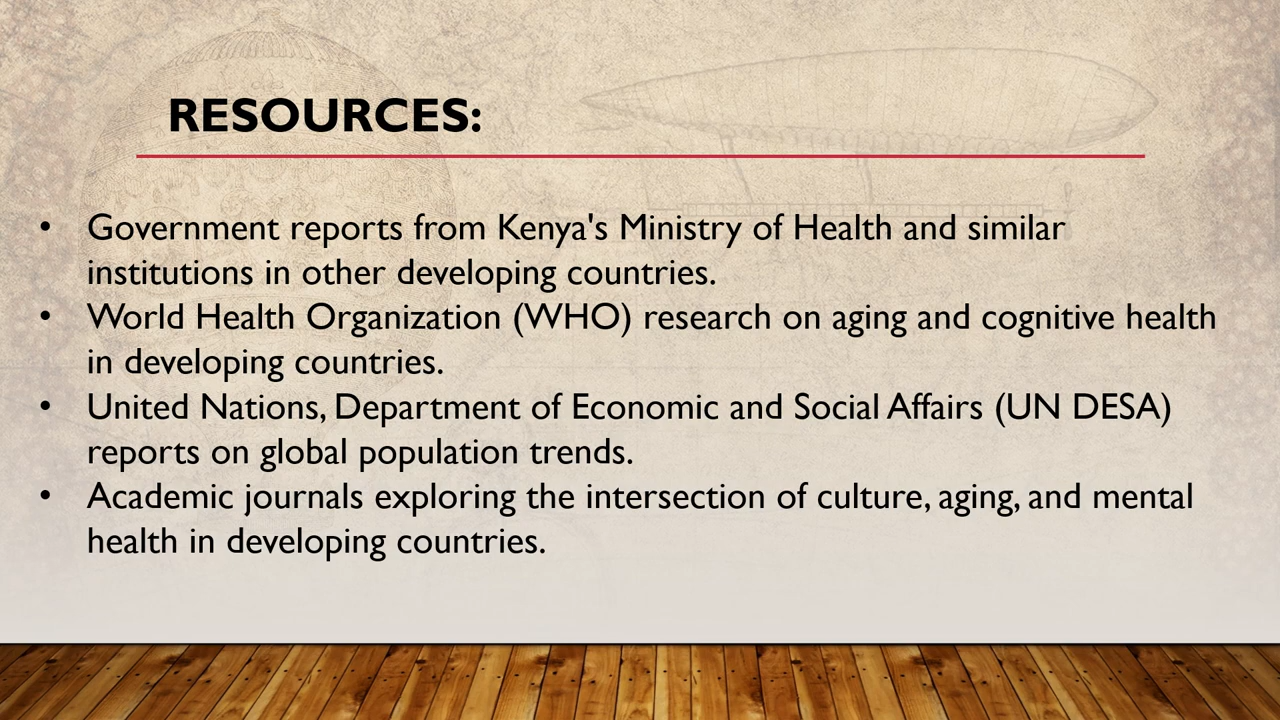 RESOURCES:
• Government reports from Kenya's Ministry of Health and similar
institutions in other developing countries.
• World Health Organization (WHO) research on aging and cognitive health
in developing countries.
• United Nations, Department of Economic and Social Affairs (UN DESA)
reports on global population trends.
• Academic journals exploring the intersection of culture, aging, and mental
health in developing countries.